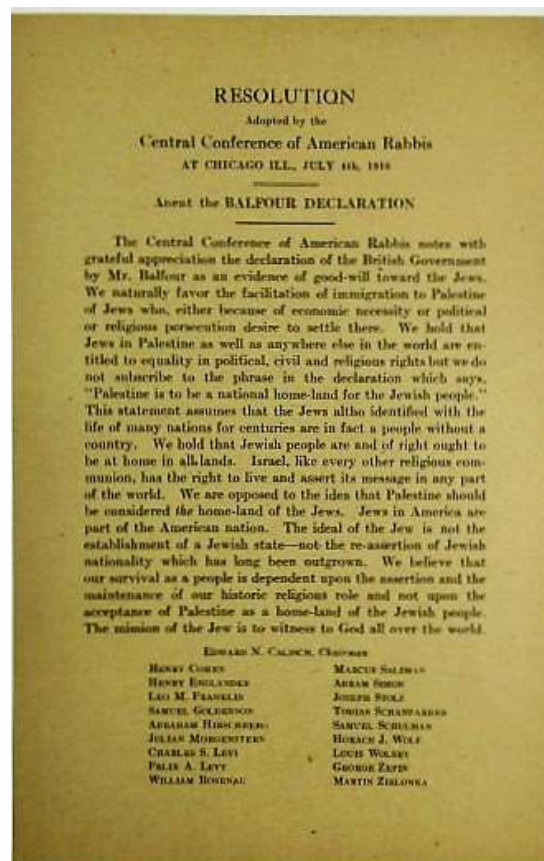 RESOLUTION
Adopted by the
Central Conference of American Rabbis
AT CHICAGO ILL., JULY 4th, 1918
Anent the BALFOUR DECLARATION
The Central Conference of American Rabbis notes with
grateful appreciation the declaration of the British Government
by Mr. Balfour as an evidence of good-will toward the Jews.
We naturally favor the facilitation of immigration to Palestine
of Jews who, either because of economic necessity or political
or religious persecution desire to settle there. We hold that
Jews in Palestine as well as anywhere else in the world are en-
titled to equality in political, civil and religious rights but we do
not subscribe to the phrase in the declaration which says,
"Palestine is to be a national home-land for the Jewish people."
This statement assumes that the Jews altho identified with the
life of many nations for centuries are in fact a people without a
country. We hold that Jewish people are and of right ought to
be at home in all lands. Israel, like every other religious com-
munion, has the right to live and assert its message in any part
of the world. We are opposed to the idea that Palestine should
be considered the home-land of the Jews. Jews in America are
part of the American nation. The ideal of the Jew is not the
establishment of a Jewish state—not the re-assertion of Jewish
nationality which has long been outgrown. We believe that
our survival as a people is dependent upon the assertion and the
maintenance of our historic religious role and not upon the
acceptance of Palestine as a home-land of the Jewish people.
The mission of the Jew is to witness to God all over the world.
EDWARD N. CALISCH, Chairman
HENRY COHEN
HENRY ENGLANDER
LEO M. FRANKLIN
SAMUEL GOLDENSON
ABRAHAM HIRSCHBERG
JULIAN MORGENSTERN
CHARLES S. LEVI
FELIX A. LEVY
WILLIAM ROSENAU
MARCUS SALZMAN
ABRAM SIMON
JOSEPH STOLZ
TOBIAS SCHANFARBER
SAMUEL SCHULMAN
HORACE J. WOLF
LOUIS WOLSEY
GEORGE ZEPIN
MARTIN ZIELONKA